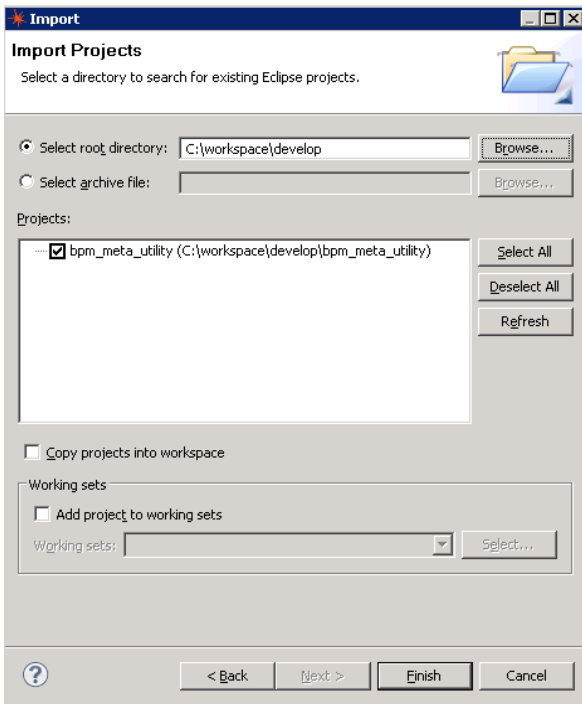 Import
Import Projects
Select a directory to search for existing Eclipse projects.
Select root directory: C:\workspace\develop Browse...
Select archive file: Browse...
Projects:
bpm_meta_utility (C:\workspace\develop\bpm_meta_utility)
Select All
Deselect All
Refresh
Copy projects into workspace
Working sets
Add project to working sets
Working sets: Select...
? < Back Next > Finish Cancel